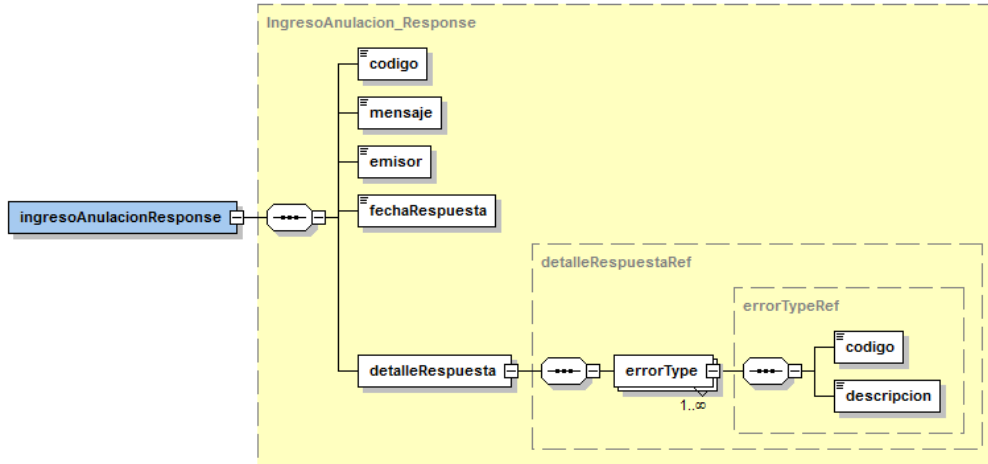 IngresoAnulacion_Response
codigo
mensaje
emisor
fechaRespuesta
ingresoAnulacionResponse
detalleRespuestaRef
errorTypeRef
codigo
detalleRespuesta
errorType
descripcion
1..∞